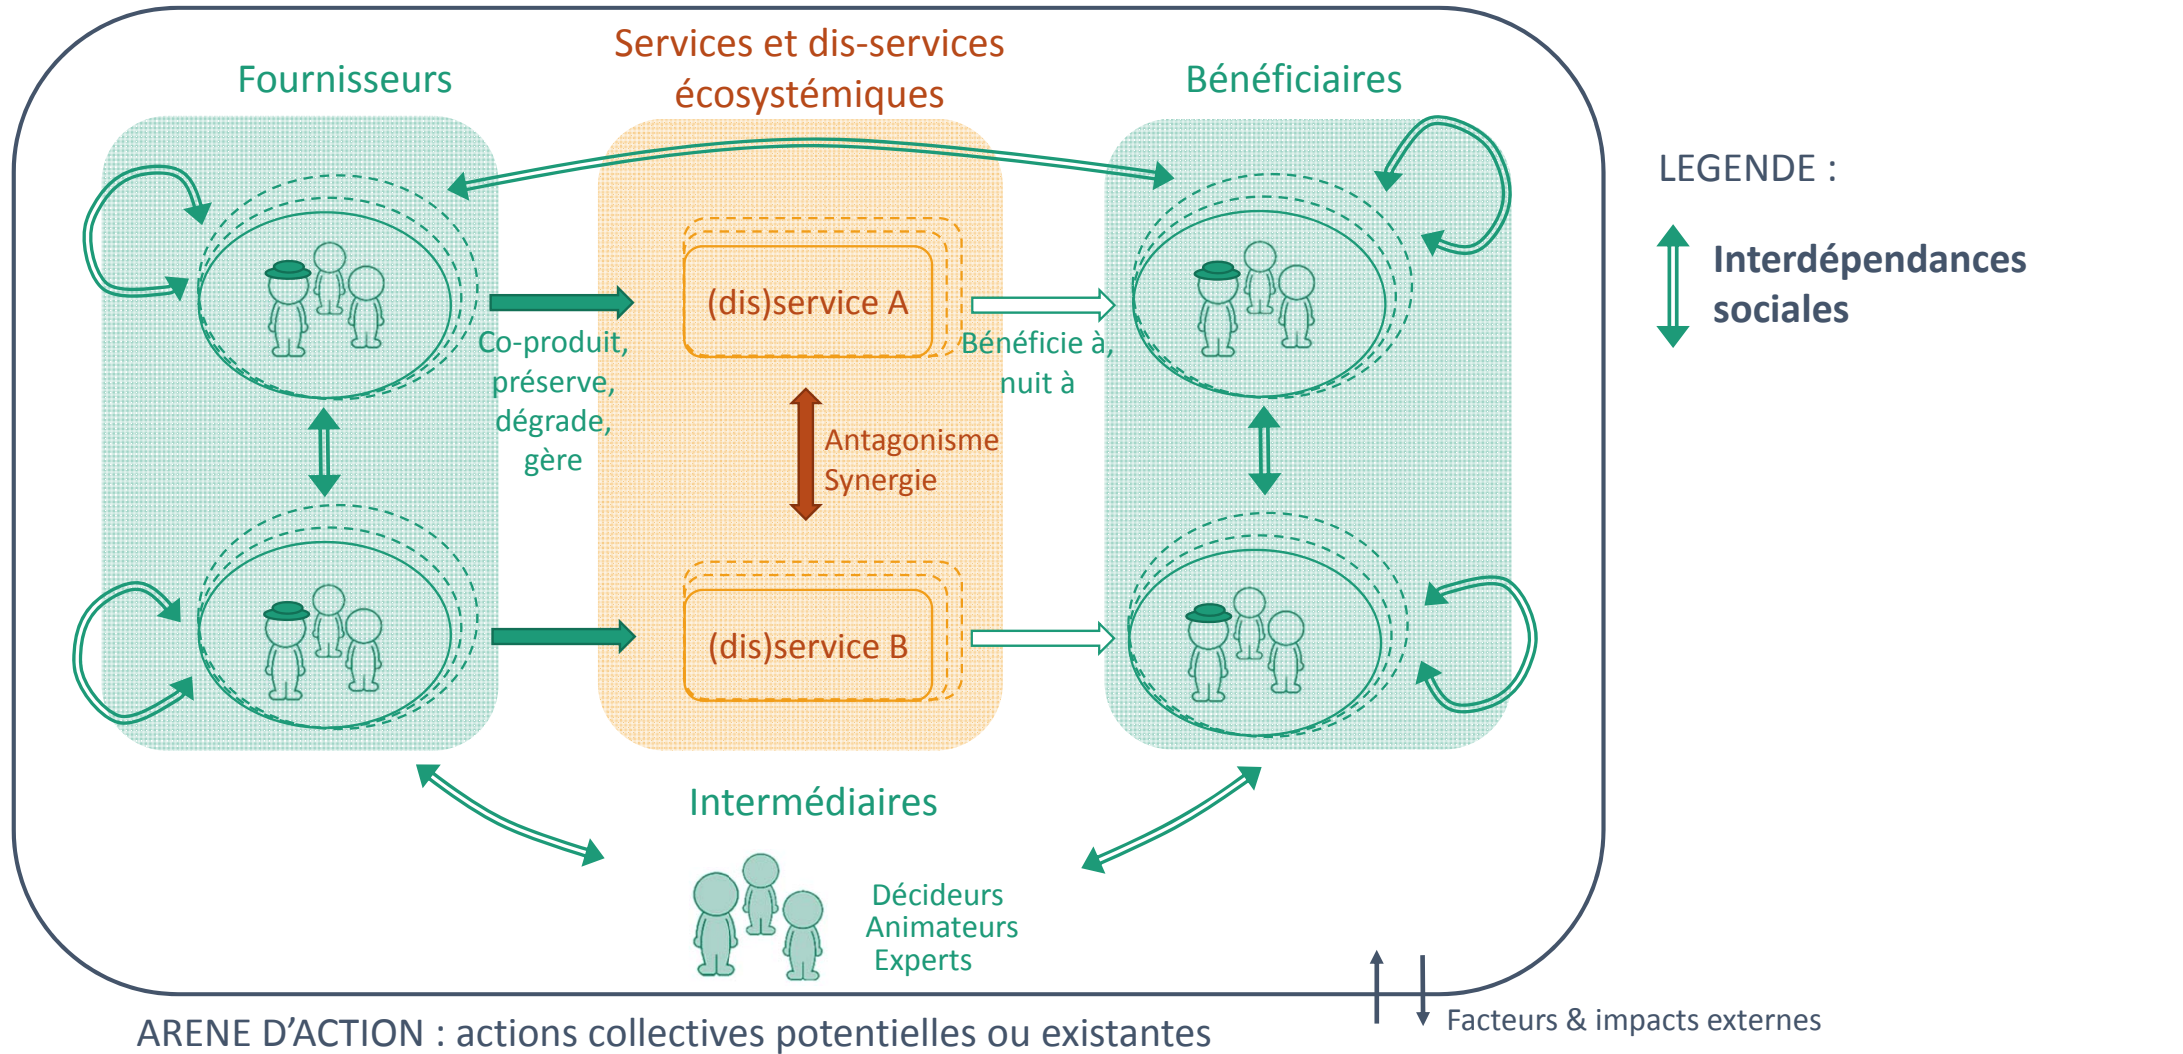 Services et dis-services
écosystémiques
Fournisseurs
Bénéficiaires
(dis)service A
Co-produit,
préserve,
dégrade,
gère
Bénéficie à,
nuit à
Antagonisme
Synergie
(dis)service B
Intermédiaires
Décideurs
Animateurs
Experts
LEGENDE :
Interdépendances
sociales
Facteurs & impacts externes
ARENE D’ACTION : actions collectives potentielles ou existantes